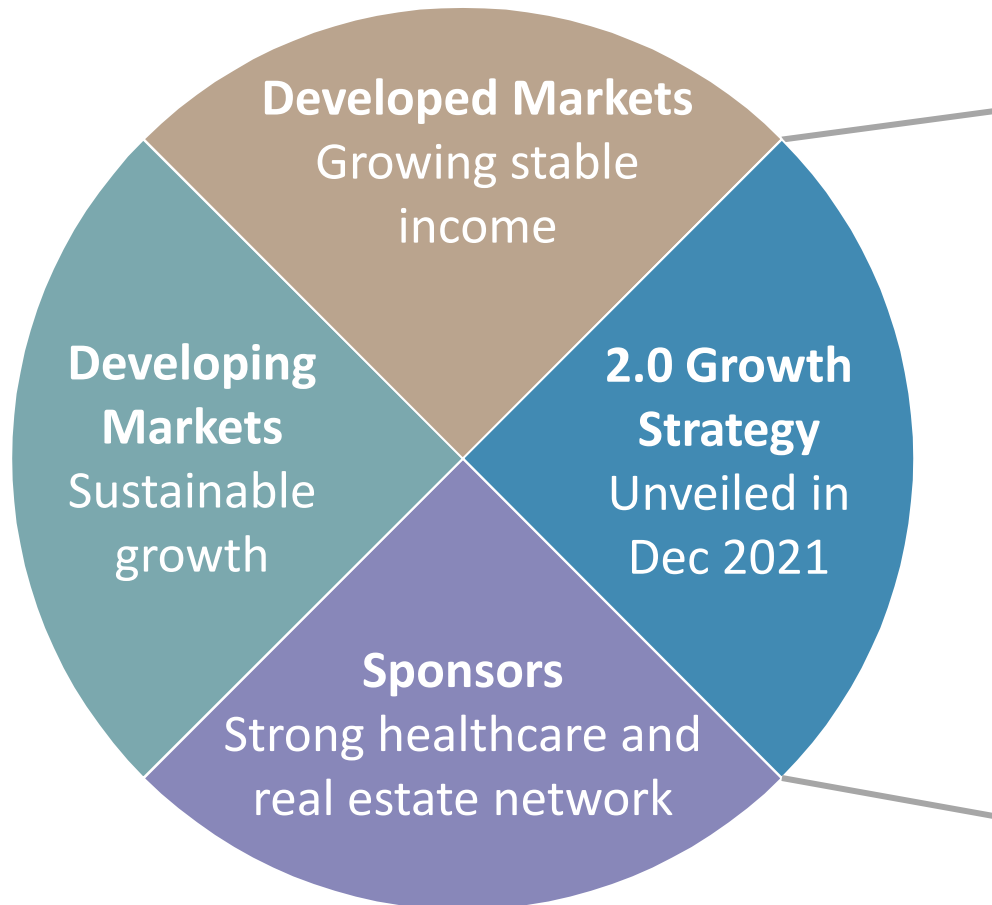 Developed Markets
Growing stable
income
Developing
Markets
Sustainable
growth
2.0 Growth
Strategy
Unveiled in
Dec 2021
Sponsors
Strong healthcare and
real estate network